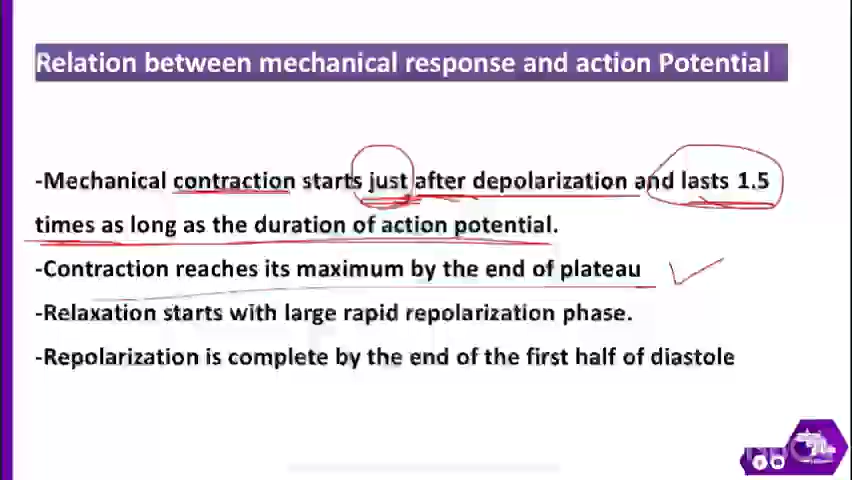 Relation between mechanical response and action Potential
-Mechanical contraction starts just after depolarization and lasts 1.5
times as long as the duration of action potential.
-Contraction reaches its maximum by the end of plateau
-Relaxation starts with large rapid repolarization phase.
-Repolarization is complete by the end of the first half of diastole